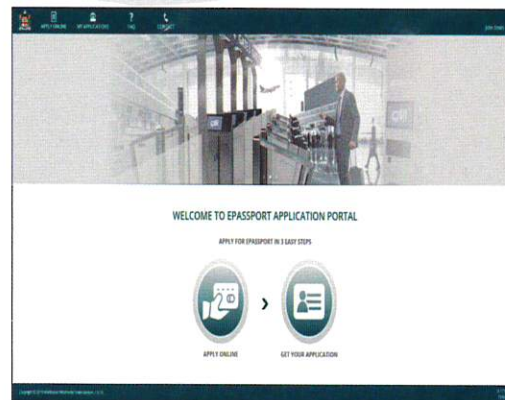 APPLY ONLINE
MY APPLICATIONS
FAQ
CONTACT
WELCOME TO EPASSPORT APPLICATION PORTAL
APPLY FOR EPASSPORT IN 3 EASY STEPS
APPLY ONLINE
GET YOUR APPLICATION